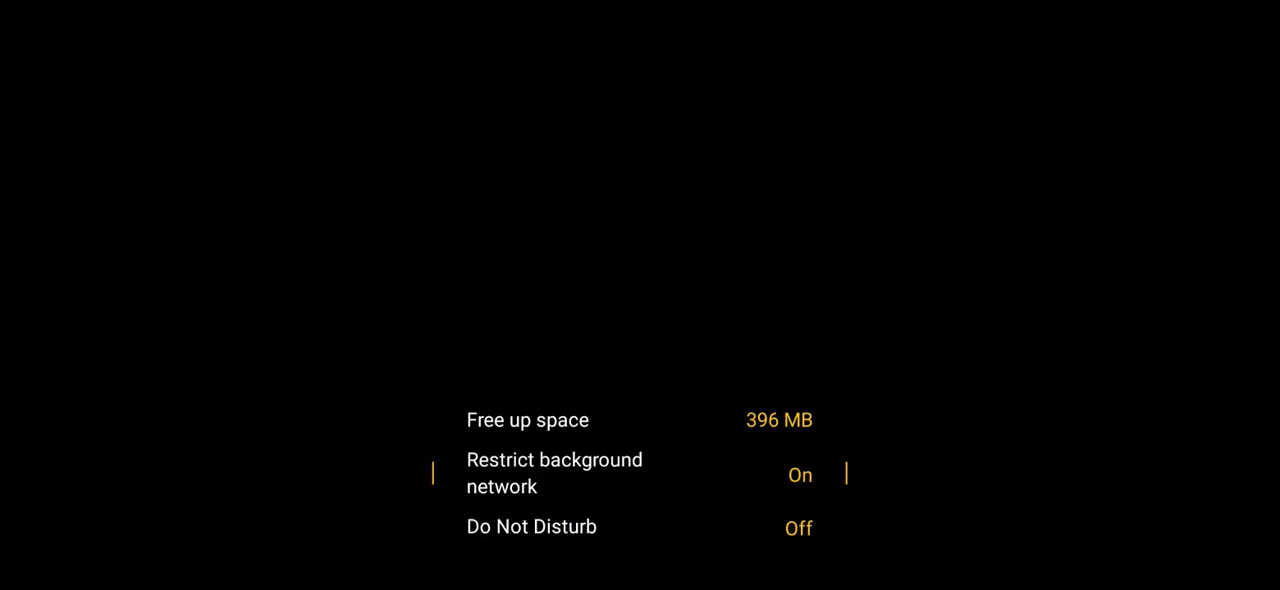 Free up space 396 MB
Restrict background
network On
Do Not Disturb Off